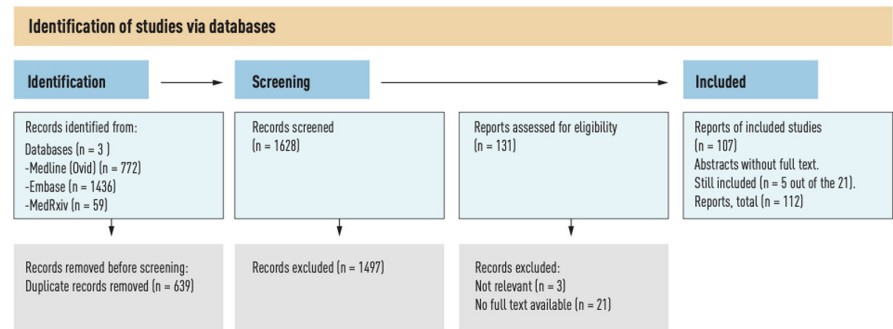 Identification of studies via databases
Identification
Screening
Included
Records identified from:
Databases (n = 3 )
-Medline (Ovid) (n = 772)
-Embase (n = 1436)
-MedRxiv (n = 59)
Records screened
(n = 1628)
Reports assessed for eligibility
(n = 131)
Reports of included studies
(n = 107)
Abstracts without full text.
Still included (n = 5 out of the 21).
Reports, total (n = 112)
Records removed before screening:
Duplicate records removed (n = 639)
Records excluded (n = 1497)
Records excluded:
Not relevant (n = 3)
No full text available (n = 21)